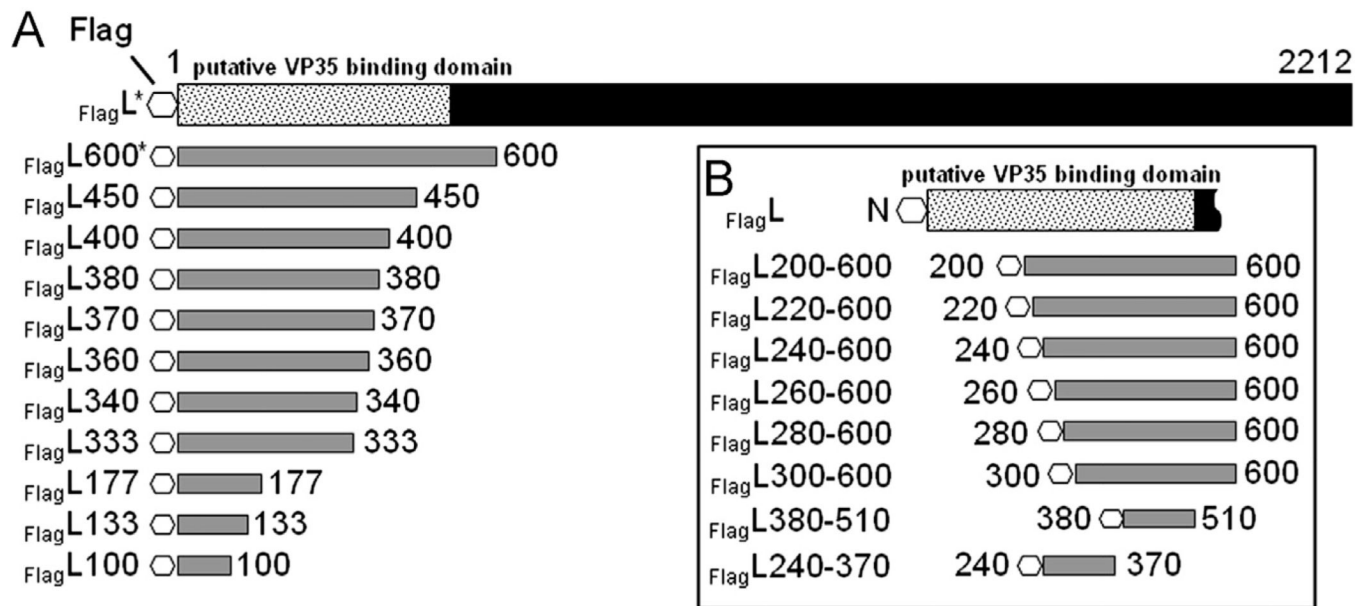 A
Flag
1 putative VP35 binding domain 2212
FlagL*
FlagL600* 600
FlagL450 450
FlagL400 400
FlagL380 380
FlagL370 370
FlagL360 360
FlagL340 340
FlagL333 333
FlagL177 177
FlagL133 133
FlagL100 100
B
putative VP35 binding domain
FlagL N
FlagL200-600 200 600
FlagL220-600 220 600
FlagL240-600 240 600
FlagL260-600 260 600
FlagL280-600 280 600
FlagL300-600 300 600
FlagL380-510 380 510
FlagL240-370 240 370